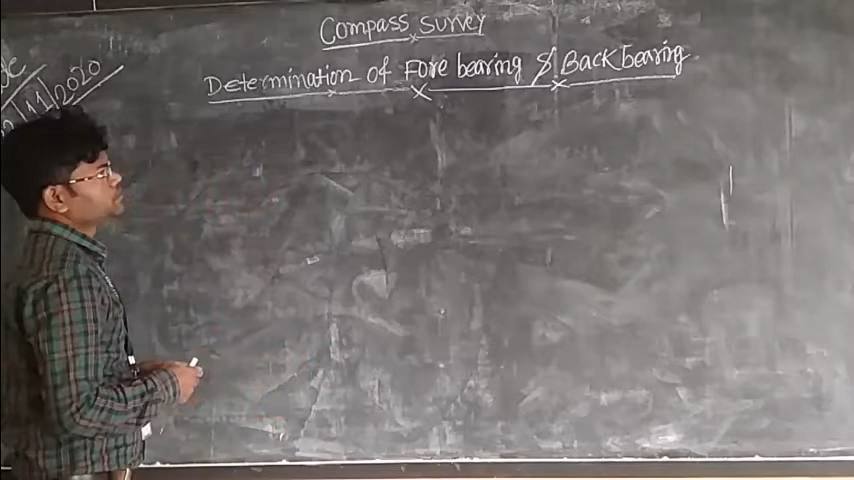 Compass survey
Determination of Fore bearing & Back bearing
11/2020